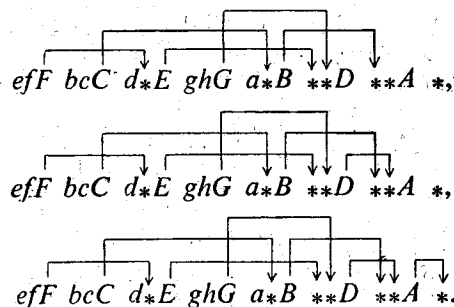 efF bcC d*E ghG a*B **D **A *,
efF bcC d*E ghG a*B **D **A *,
efF bcC d*E ghG a*B **D **A *.